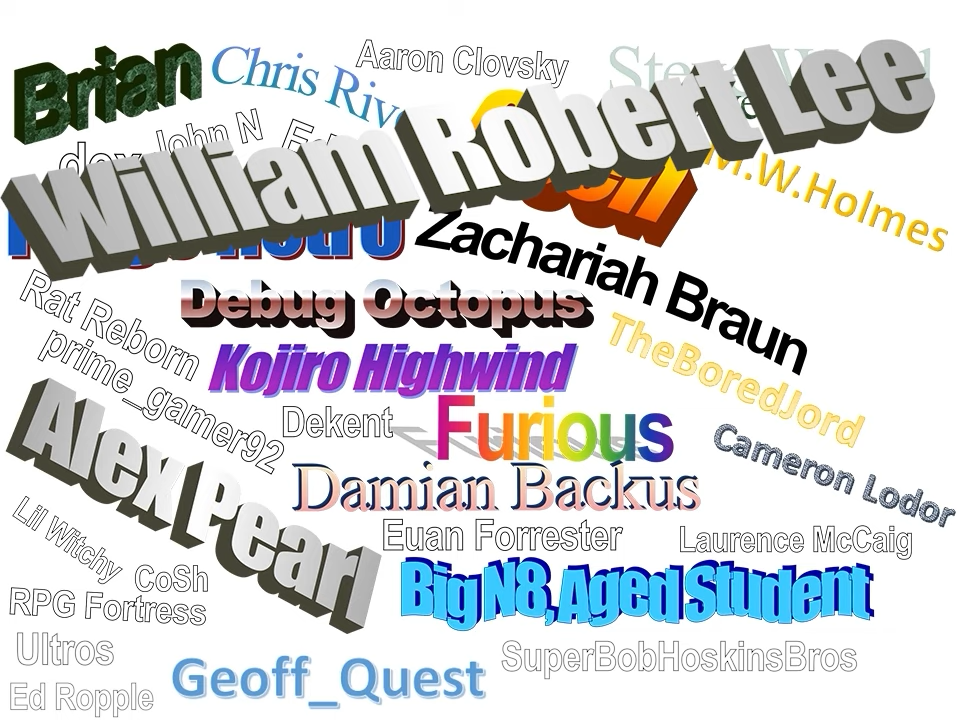 Brian
Chris
Aaron Clovsky
William Robert Lee
John N
M.W.Holmes
Zachariah Braun
Debug Octopus
Rat Reborn
Kojiro Highwind
TheBoredJord
prime_gamer92
Dekent
Furious
Alex Pearl
Cameron Lodor
Damian Backus
Lil Witchy
Euan Forrester
Laurence McCaig
CoSh
Big N8, Aged Student
RPG Fortress
Ultros
SuperBobHoskinsBros
Geoff_Quest
Ed Ropple